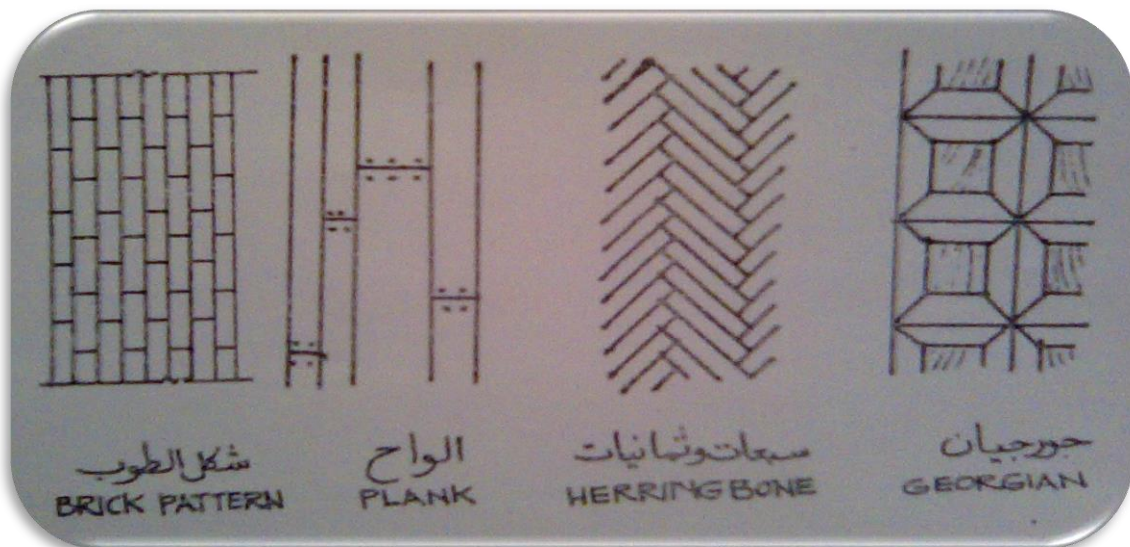 شكل الطوب
BRICK PATTERN
الواح
PLANK
سبعات وثمانيات
HERRINGBONE
جورجيان
GEORGIAN